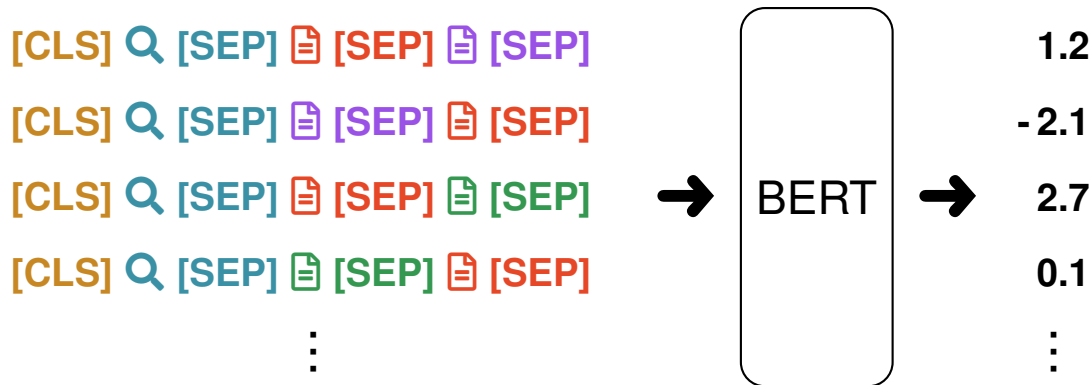 [CLS] [SEP] [SEP] [SEP] 1.2
[CLS] [SEP] [SEP] [SEP] -2.1
[CLS] [SEP] [SEP] [SEP] BERT 2.7
[CLS] [SEP] [SEP] [SEP] 0.1
⋮ ⋮